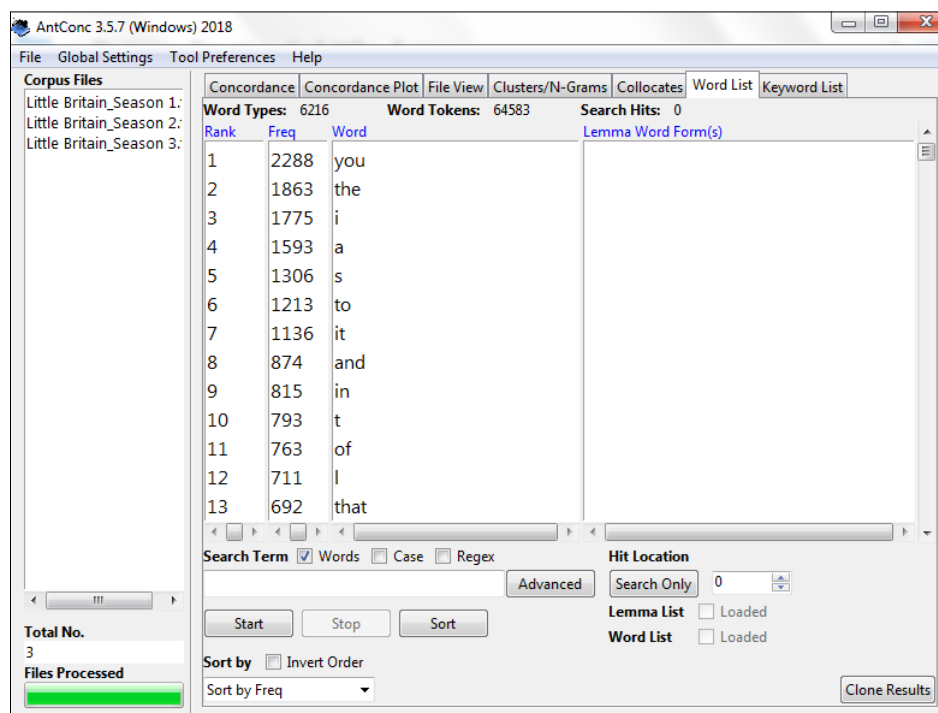 AntConc 3.5.7 (Windows) 2018
File Global Settings Tool Preferences Help
Corpus Files
Little Britain_Season 1.
Little Britain_Season 2.
Little Britain_Season 3.
Total No.
3
Files Processed
Concordance Concordance Plot File View Clusters/N-Grams Collocates Word List Keyword List
Word Types: 6216 Word Tokens: 64583 Search Hits: 0
Rank Freq Word Lemma Word Form(s)
1 2288 you
2 1863 the
3 1775 i
4 1593 a
5 1306 s
6 1213 to
7 1136 it
8 874 and
9 815 in
10 793 t
11 763 of
12 711 l
13 692 that
Search Term Words Case Regex Hit Location
Advanced Search Only 0
Start Stop Sort Lemma List Loaded
Word List Loaded
Sort by Invert Order
Sort by Freq Clone Results